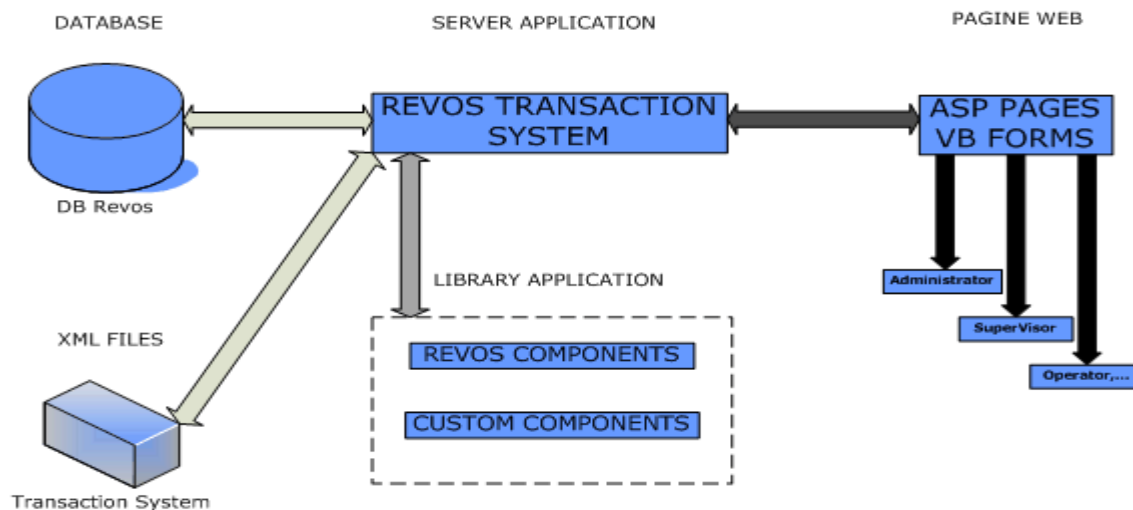 DATABASE
SERVER APPLICATION
PAGINE WEB
REVOS TRANSACTION
SYSTEM
ASP PAGES
VB FORMS
DB Revos
Administrator
LIBRARY APPLICATION
SuperVisor
XML FILES
REVOS COMPONENTS
Operator,...
CUSTOM COMPONENTS
Transaction System